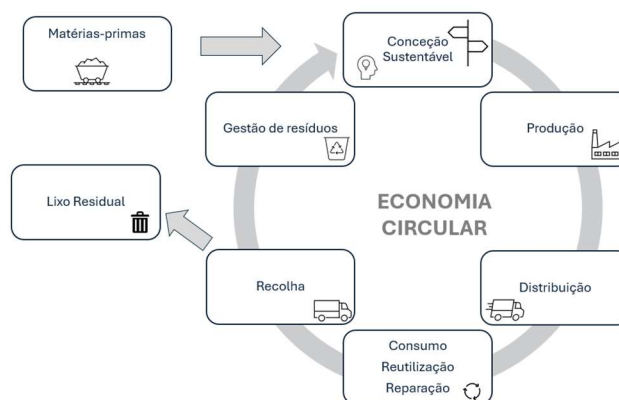 Matérias-primas
Conceção
Sustentável
Gestão de resíduos
Produção
Lixo Residual
ECONOMIA
CIRCULAR
Recolha
Distribuição
Consumo
Reutilização
Reparação